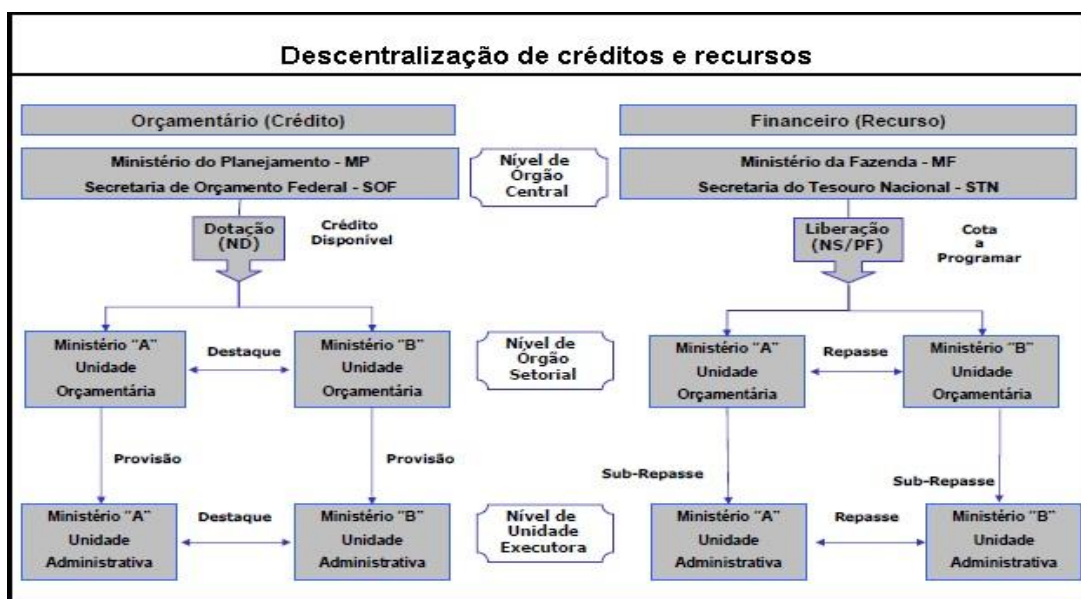 Descentralização de créditos e recursos
Orçamentário (Crédito)
Financeiro (Recurso)
Ministério do Planejamento - MP
Secretaria de Orçamento Federal - SOF
Nível de
Órgão
Central
Ministério da Fazenda - MF
Secretaria do Tesouro Nacional - STN
Dotação
(ND)
Crédito
Disponível
Liberação
(NS/PF)
Cota
a
Programar
Ministério "A"
Unidade
Orçamentária
Destaque
Ministério "B"
Unidade
Orçamentária
Nível de
Órgão
Setorial
Ministério "A"
Unidade
Orçamentária
Repasse
Ministério "B"
Unidade
Orçamentária
Provisão
Provisão
Sub-Repasse
Sub-Repasse
Ministério "A"
Unidade
Administrativa
Destaque
Ministério "B"
Unidade
Administrativa
Nível de
Unidade
Executora
Ministério "A"
Unidade
Administrativa
Repasse
Ministério "B"
Unidade
Administrativa